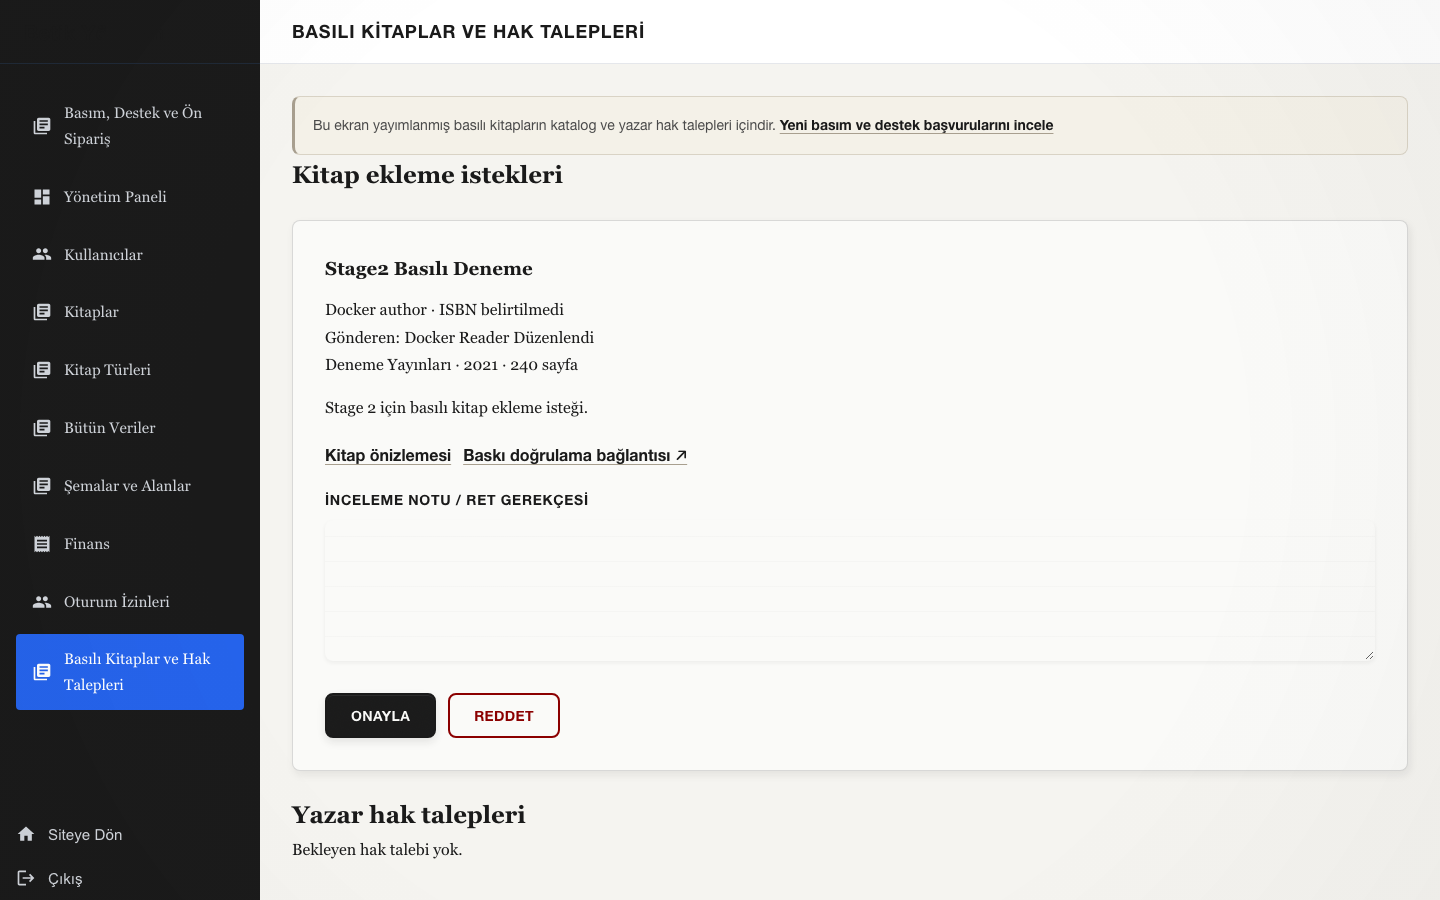 BASILI KİTAPLAR VE HAK TALEPLERİ
Basım, Destek ve Ön
Sipariş
Yönetim Paneli
Kullanıcılar
Kitaplar
Kitap Türleri
Bütün Veriler
Şemalar ve Alanlar
Finans
Oturum İzinleri
Basılı Kitaplar ve Hak
Talepleri
Siteye Dön
Çıkış
Bu ekran yayımlanmış basılı kitapların katalog ve yazar hak talepleri içindir. Yeni basım ve destek başvurularını incele
Kitap ekleme istekleri
Stage2 Basılı Deneme
Docker author · ISBN belirtilmedi
Gönderen: Docker Reader Düzenlendi
Deneme Yayınları · 2021 · 240 sayfa
Stage 2 için basılı kitap ekleme isteği.
Kitap önizlemesi Baskı doğrulama bağlantısı ↗
İNCELEME NOTU / RET GEREKÇESİ
ONAYLA REDDET
Yazar hak talepleri
Bekleyen hak talebi yok.